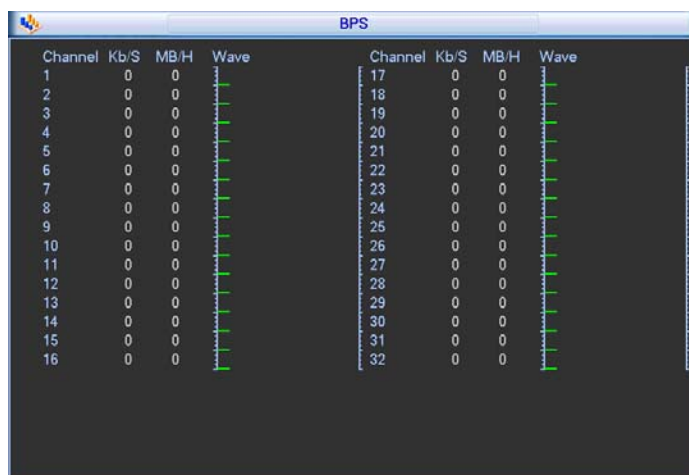 BPS
Channel Kb/S MB/H Wave Channel Kb/S MB/H Wave
1 0 0 17 0 0
2 0 0 18 0 0
3 0 0 19 0 0
4 0 0 20 0 0
5 0 0 21 0 0
6 0 0 22 0 0
7 0 0 23 0 0
8 0 0 24 0 0
9 0 0 25 0 0
10 0 0 26 0 0
11 0 0 27 0 0
12 0 0 28 0 0
13 0 0 29 0 0
14 0 0 30 0 0
15 0 0 31 0 0
16 0 0 32 0 0